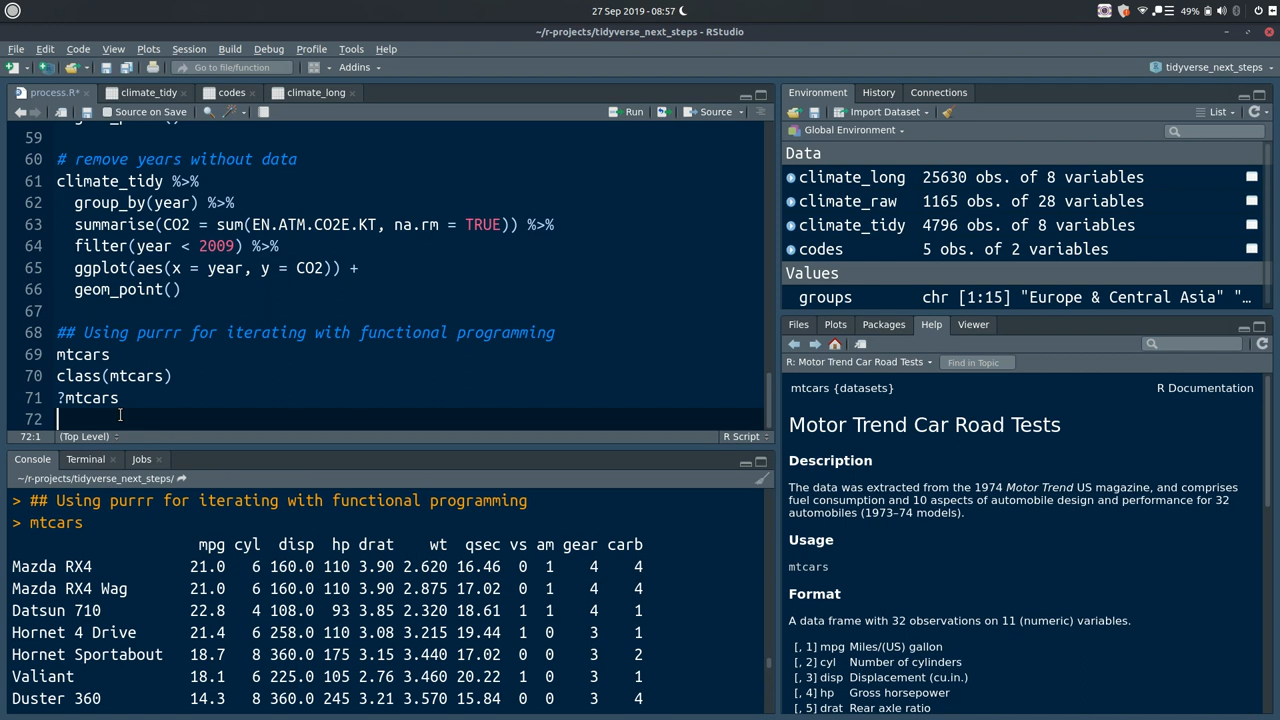 27 Sep 2019 - 08:57
49%
~/r-projects/tidyverse_next_steps - RStudio
File Edit Code View Plots Session Build Debug Profile Tools Help
Go to file/function
Addins
tidyverse_next_steps
process.R*
climate_tidy
codes
climate_long
Source on Save
Run
Source
59
60 # remove years without data
61 climate_tidy %>%
62 group_by(year) %>%
63 summarise(CO2 = sum(EN.ATM.CO2E.KT, na.rm = TRUE)) %>%
64 filter(year < 2009) %>%
65 ggplot(aes(x = year, y = CO2)) +
66 geom_point()
67
68 ## Using purrr for iterating with functional programming
69 mtcars
70 class(mtcars)
71 ?mtcars
72
72:1 (Top Level) R Script
Console Terminal Jobs
~/r-projects/tidyverse_next_steps/
> ## Using purrr for iterating with functional programming
> mtcars
mpg cyl disp hp drat wt qsec vs am gear carb
Mazda RX4 21.0 6 160.0 110 3.90 2.620 16.46 0 1 4 4
Mazda RX4 Wag 21.0 6 160.0 110 3.90 2.875 17.02 0 1 4 4
Datsun 710 22.8 4 108.0 93 3.85 2.320 18.61 1 1 4 1
Hornet 4 Drive 21.4 6 258.0 110 3.08 3.215 19.44 1 0 3 1
Hornet Sportabout 18.7 8 360.0 175 3.15 3.440 17.02 0 0 3 2
Valiant 18.1 6 225.0 105 2.76 3.460 20.22 1 0 3 1
Duster 360 14.3 8 360.0 245 3.21 3.570 15.84 0 0 3 4
Environment History Connections
Import Dataset
List
Global Environment
Data
climate_long 25630 obs. of 8 variables
climate_raw 1165 obs. of 28 variables
climate_tidy 4796 obs. of 8 variables
codes 5 obs. of 2 variables
Values
groups chr [1:15] "Europe & Central Asia" "…
Files Plots Packages Help Viewer
R: Motor Trend Car Road Tests
Find in Topic
mtcars {datasets} R Documentation
Motor Trend Car Road Tests
Description
The data was extracted from the 1974 Motor Trend US magazine, and comprises
fuel consumption and 10 aspects of automobile design and performance for 32
automobiles (1973–74 models).
Usage
mtcars
Format
A data frame with 32 observations on 11 (numeric) variables.
[, 1] mpg Miles/(US) gallon
[, 2] cyl Number of cylinders
[, 3] disp Displacement (cu.in.)
[, 4] hp Gross horsepower
[, 5] drat Rear axle ratio